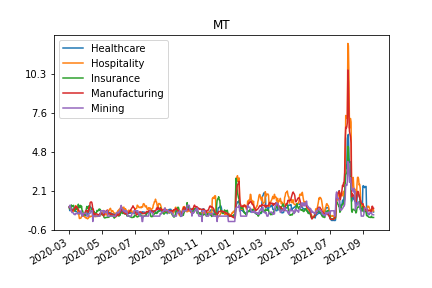 MT
Healthcare
Hospitality
Insurance
Manufacturing
Mining
10.3
7.6
4.8
2.1
-0.6
2020-03
2020-05
2020-07
2020-09
2020-11
2021-01
2021-03
2021-05
2021-07
2021-09